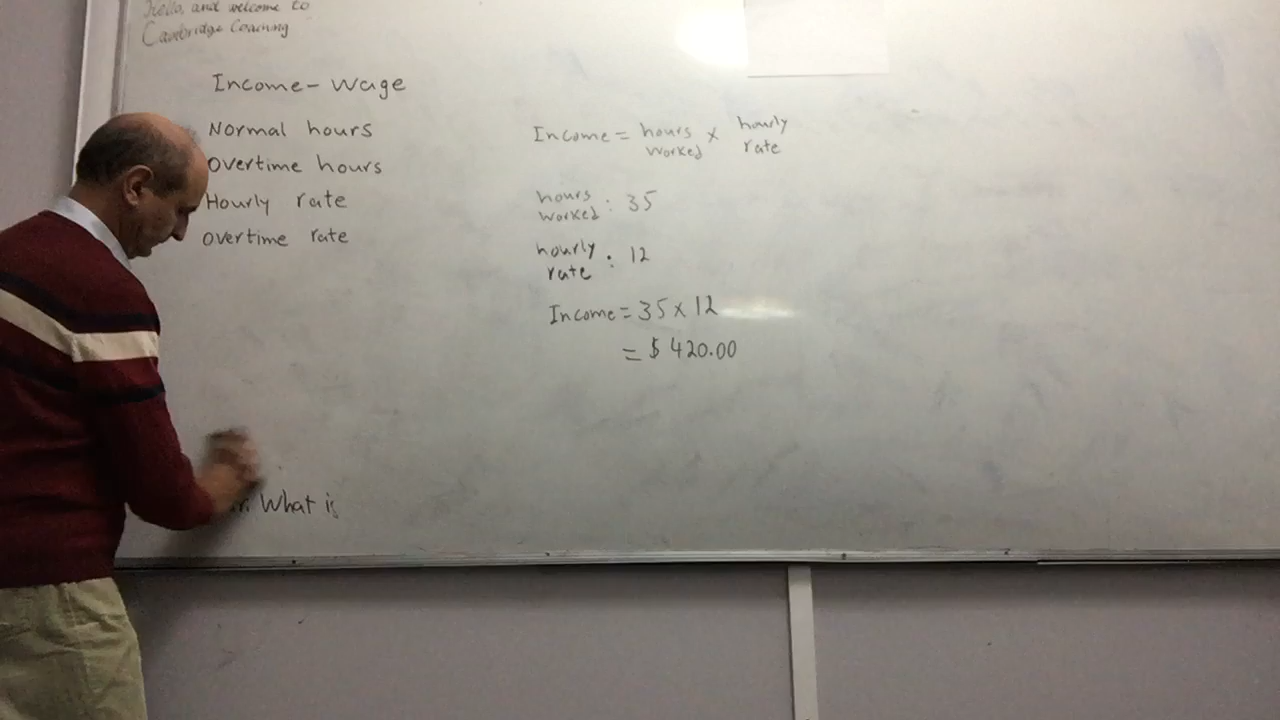 Hello, and welcome to
Cambridge Coaching
Income - Wage
Normal hours
Overtime hours
Hourly rate
Overtime rate
Income = hours worked × hourly rate
hours worked : 35
hourly rate : 12
Income = 35 × 12
= $ 420.00
What is